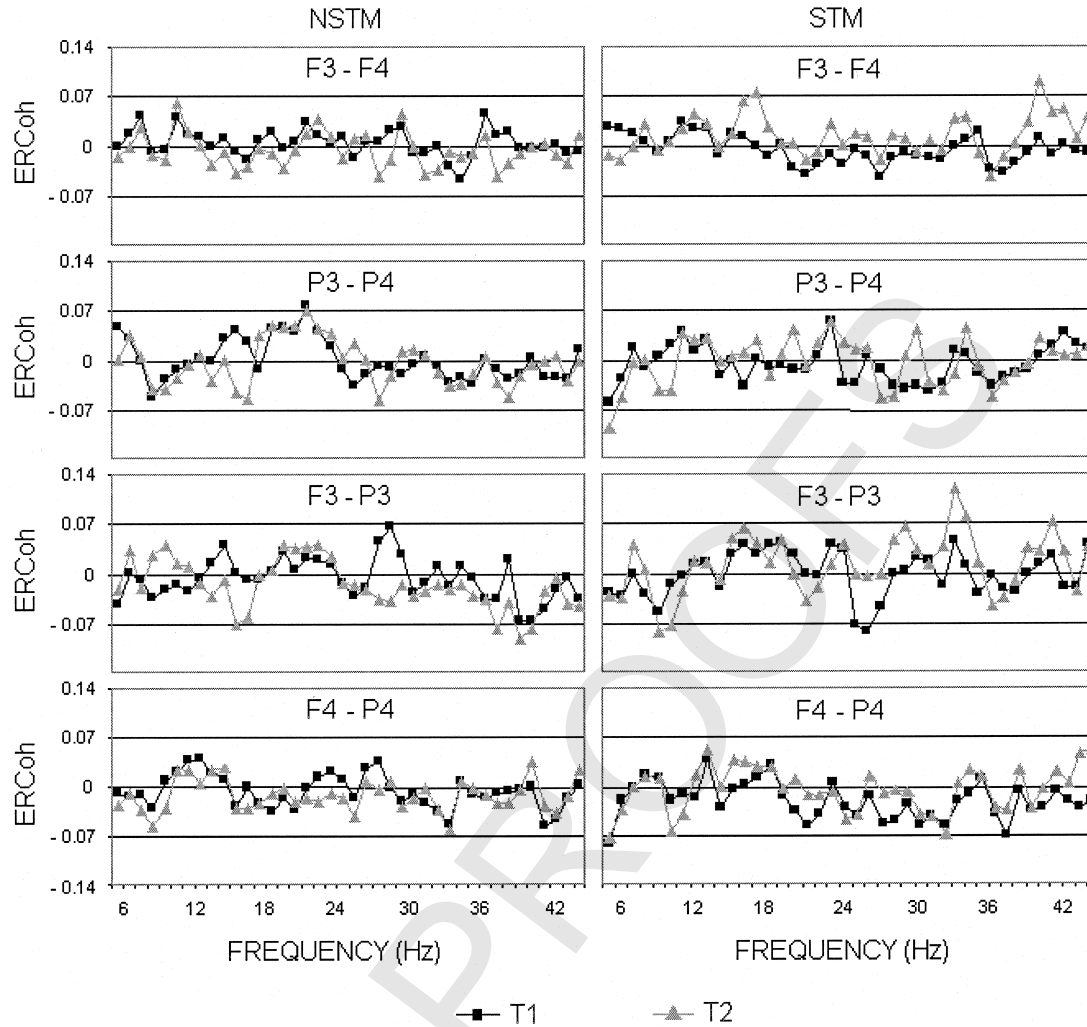 NSTM STM
0.14 F3 - F4 F3 - F4
0.07
ERCoh 0
- 0.07
0.14 P3 - P4 P3 - P4
0.07
ERCoh 0
- 0.07
0.14 F3 - P3 F3 - P3
0.07
ERCoh 0
- 0.07
0.14 F4 - P4 F4 - P4
0.07
ERCoh 0
- 0.07
- 0.14
6 12 18 24 30 36 42 6 12 18 24 30 36 42
FREQUENCY (Hz) FREQUENCY (Hz)
T1 T2
PROOFS